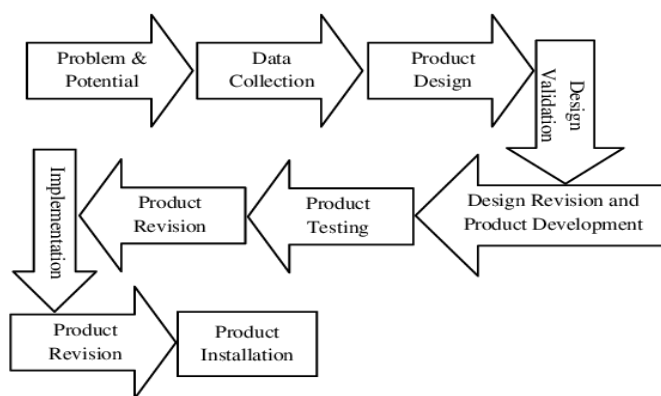 Problem &
Potential
Data
Collection
Product
Design
Design
Validation
Design Revision and
Product Development
Product
Testing
Product
Revision
Implementation
Product
Revision
Product
Installation